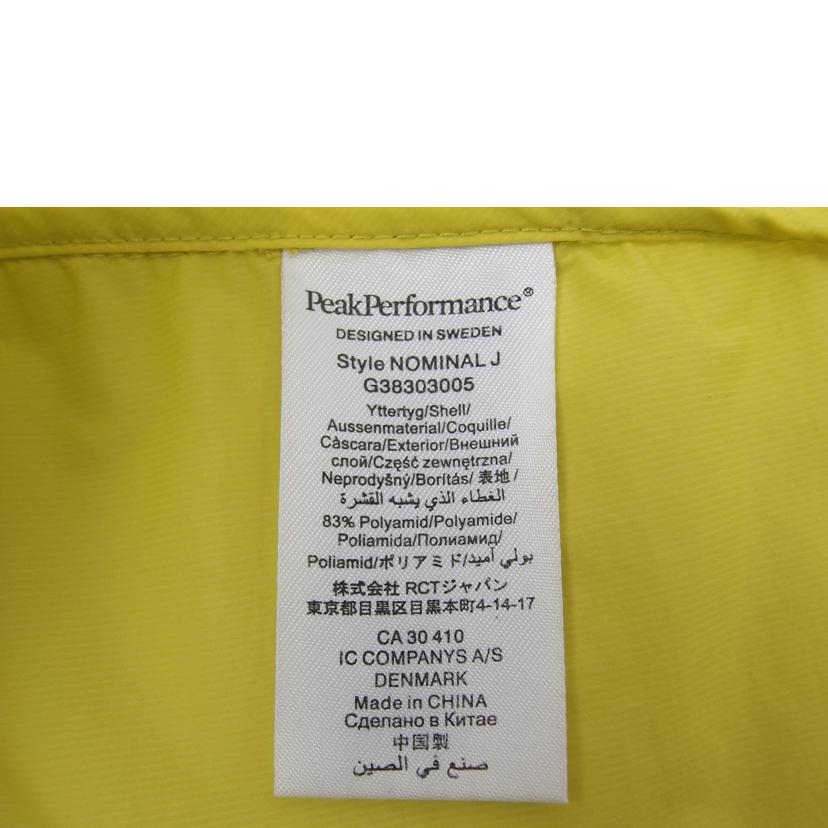 PeakPerformance®
DESIGNED IN SWEDEN
Style NOMINAL J
G38303005
Yttertyg/Shell/
Aussenmaterial/Coquille/
Càscara/Exterior/Внешний
слой/Część zewnętrzna/
Neprodyšný/Borítás/ 表地 /
الغطاء الذي يشبه القشرة
83% Polyamid/Polyamide/
Poliamida/Полиамид/
Poliamid/ポリアミド/بولي أميد
株式会社 RCTジャパン
東京都目黒区目黒本町4-14-17
CA 30 410
IC COMPANYS A/S
DENMARK
Made in CHINA
Сделано в Китае
中国製
صنع في الصين